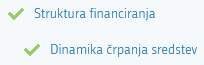 Struktura financiranja
Dinamika črpanja sredstev